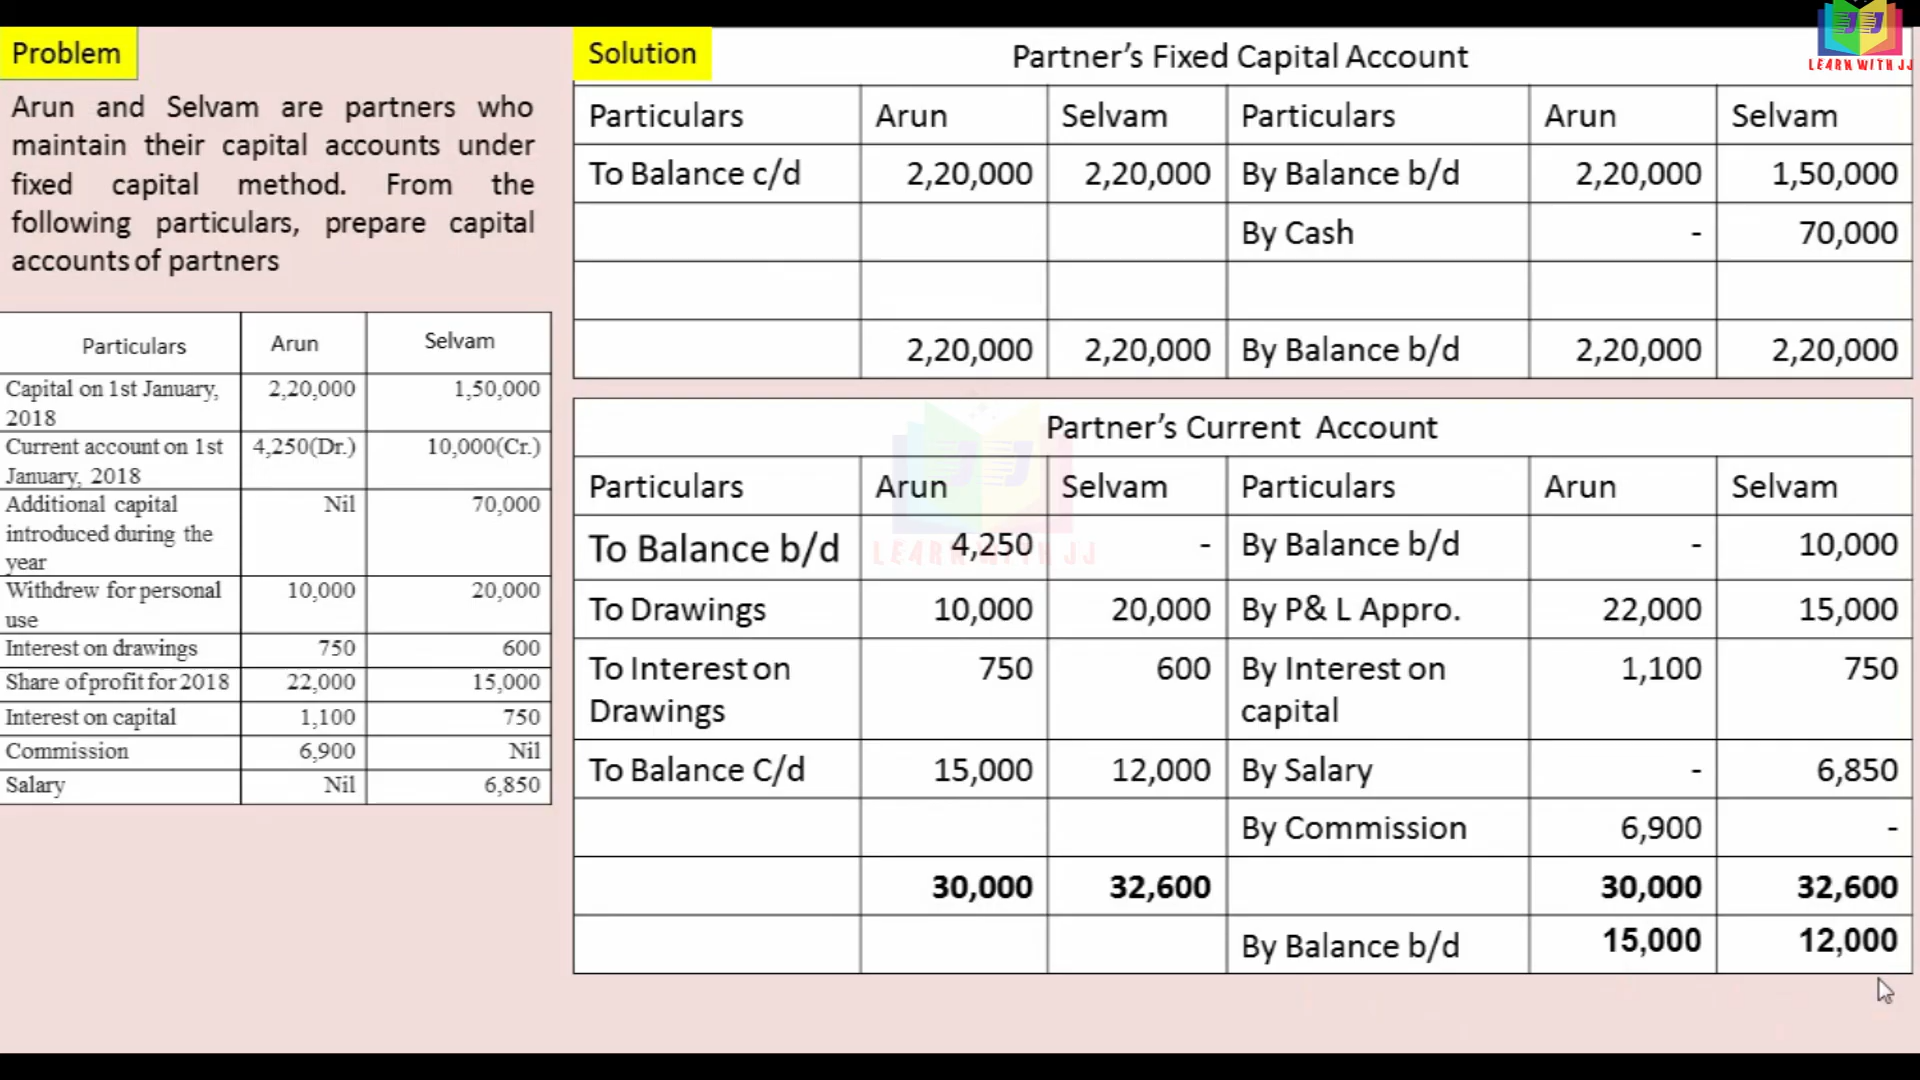 Problem
Arun and Selvam are partners who
maintain their capital accounts under
fixed capital method. From the
following particulars, prepare capital
accounts of partners
Particulars Arun Selvam
Capital on 1st January, 2,20,000 1,50,000
2018
Current account on 1st 4,250(Dr.) 10,000(Cr.)
January, 2018
Additional capital Nil 70,000
introduced during the
year
Withdrew for personal 10,000 20,000
use
Interest on drawings 750 600
Share of profit for 2018 22,000 15,000
Interest on capital 1,100 750
Commission 6,900 Nil
Salary Nil 6,850
Solution Partner's Fixed Capital Account
Particulars Arun Selvam Particulars Arun Selvam
To Balance c/d 2,20,000 2,20,000 By Balance b/d 2,20,000 1,50,000
By Cash - 70,000
2,20,000 2,20,000 By Balance b/d 2,20,000 2,20,000
Partner's Current Account
Particulars Arun Selvam Particulars Arun Selvam
To Balance b/d 4,250 - By Balance b/d - 10,000
To Drawings 10,000 20,000 By P& L Appro. 22,000 15,000
To Interest on 750 600 By Interest on 1,100 750
Drawings capital
To Balance C/d 15,000 12,000 By Salary - 6,850
By Commission 6,900 -
30,000 32,600 30,000 32,600
By Balance b/d 15,000 12,000
JJ
LEARN WITH JJ
JJ
LEARN WITH JJ